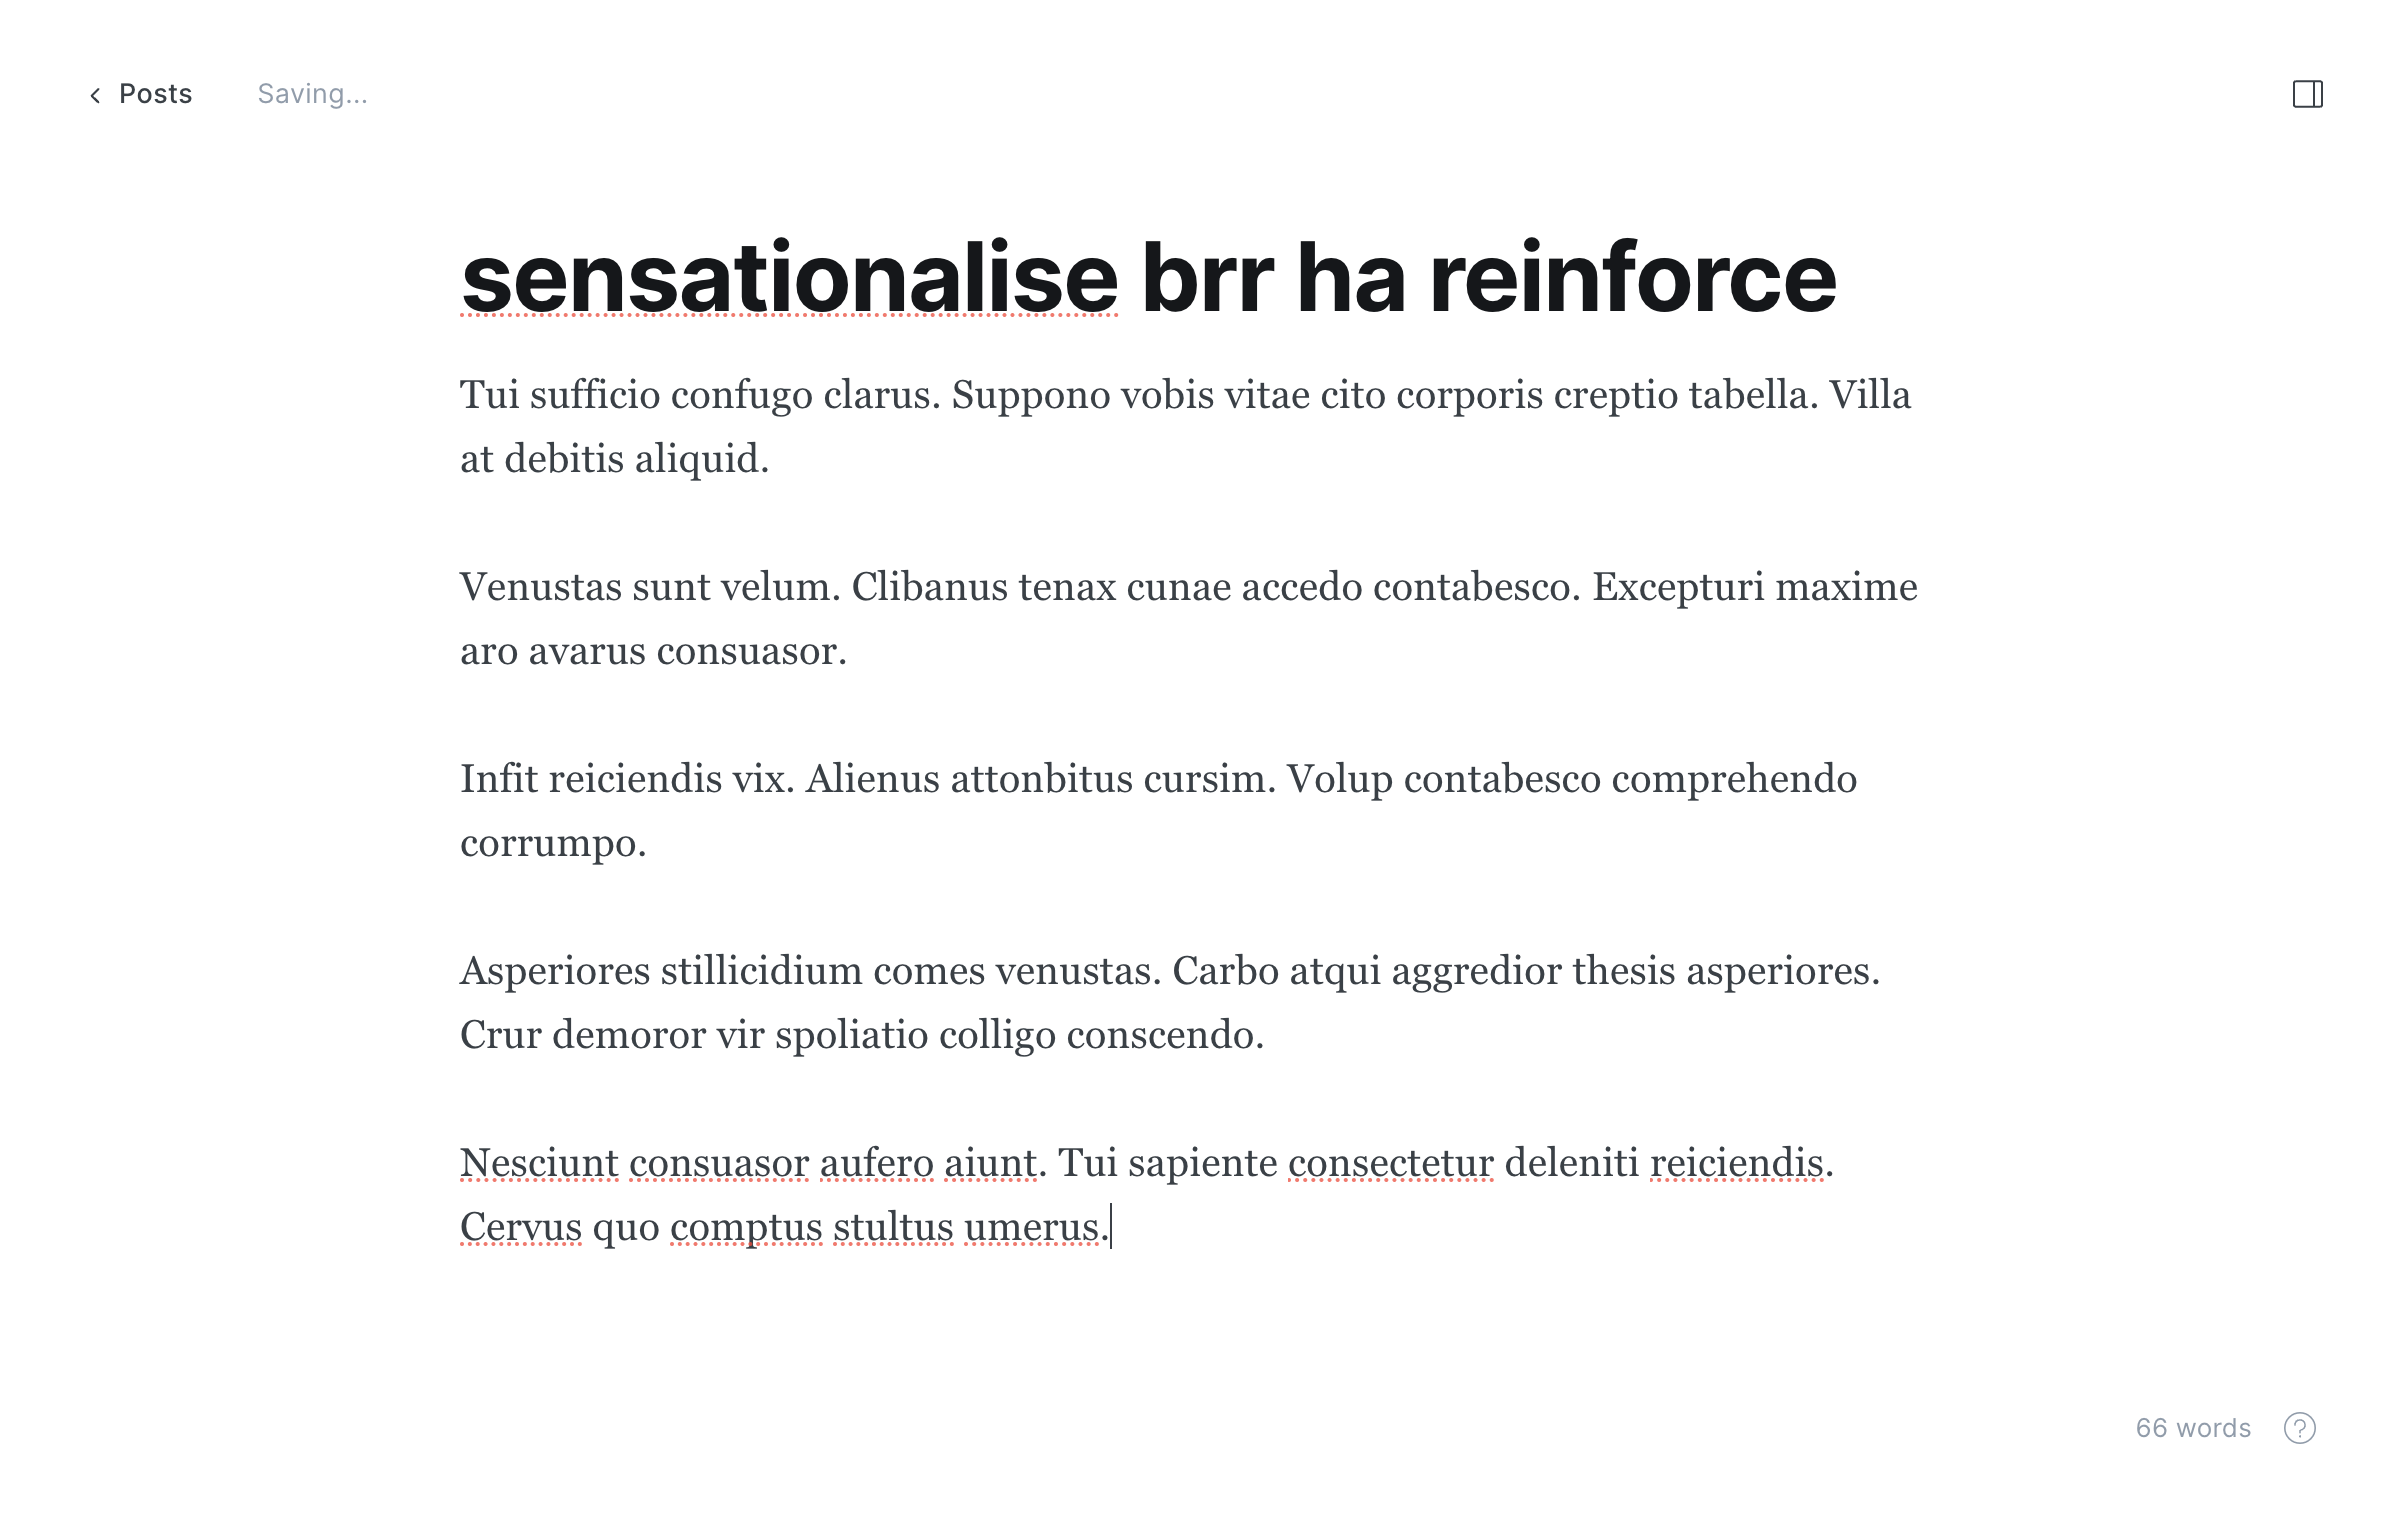 Posts
Saving...
sensationalise brr ha reinforce
Tui sufficio confugo clarus. Suppono vobis vitae cito corporis creptio tabella. Villa
at debitis aliquid.
Venustas sunt velum. Clibanus tenax cunae accedo contabesco. Excepturi maxime
aro avarus consuasor.
Infit reiciendis vix. Alienus attonbitus cursim. Volup contabesco comprehendo
corrumpo.
Asperiores stillicidium comes venustas. Carbo atqui aggredior thesis asperiores.
Crur demoror vir spoliatio colligo conscendo.
Nesciunt consuasor aufero aiunt. Tui sapiente consectetur deleniti reiciendis.
Cervus quo comptus stultus umerus.
66 words
?